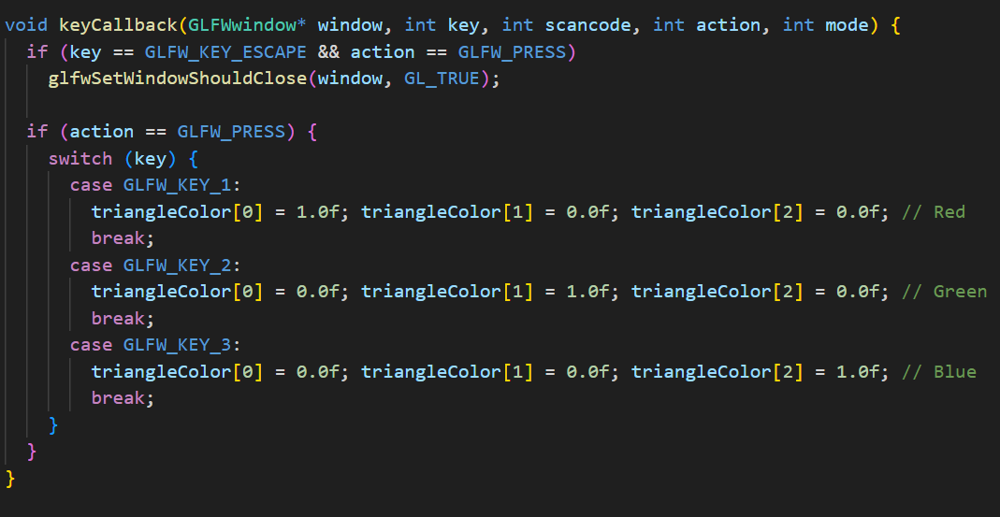 void keyCallback(GLFWwindow* window, int key, int scancode, int action, int mode) {
  if (key == GLFW_KEY_ESCAPE && action == GLFW_PRESS)
    glfwSetWindowShouldClose(window, GL_TRUE);

  if (action == GLFW_PRESS) {
    switch (key) {
      case GLFW_KEY_1:
        triangleColor[0] = 1.0f; triangleColor[1] = 0.0f; triangleColor[2] = 0.0f; // Red
        break;
      case GLFW_KEY_2:
        triangleColor[0] = 0.0f; triangleColor[1] = 1.0f; triangleColor[2] = 0.0f; // Green
        break;
      case GLFW_KEY_3:
        triangleColor[0] = 0.0f; triangleColor[1] = 0.0f; triangleColor[2] = 1.0f; // Blue
        break;
    }
  }
}